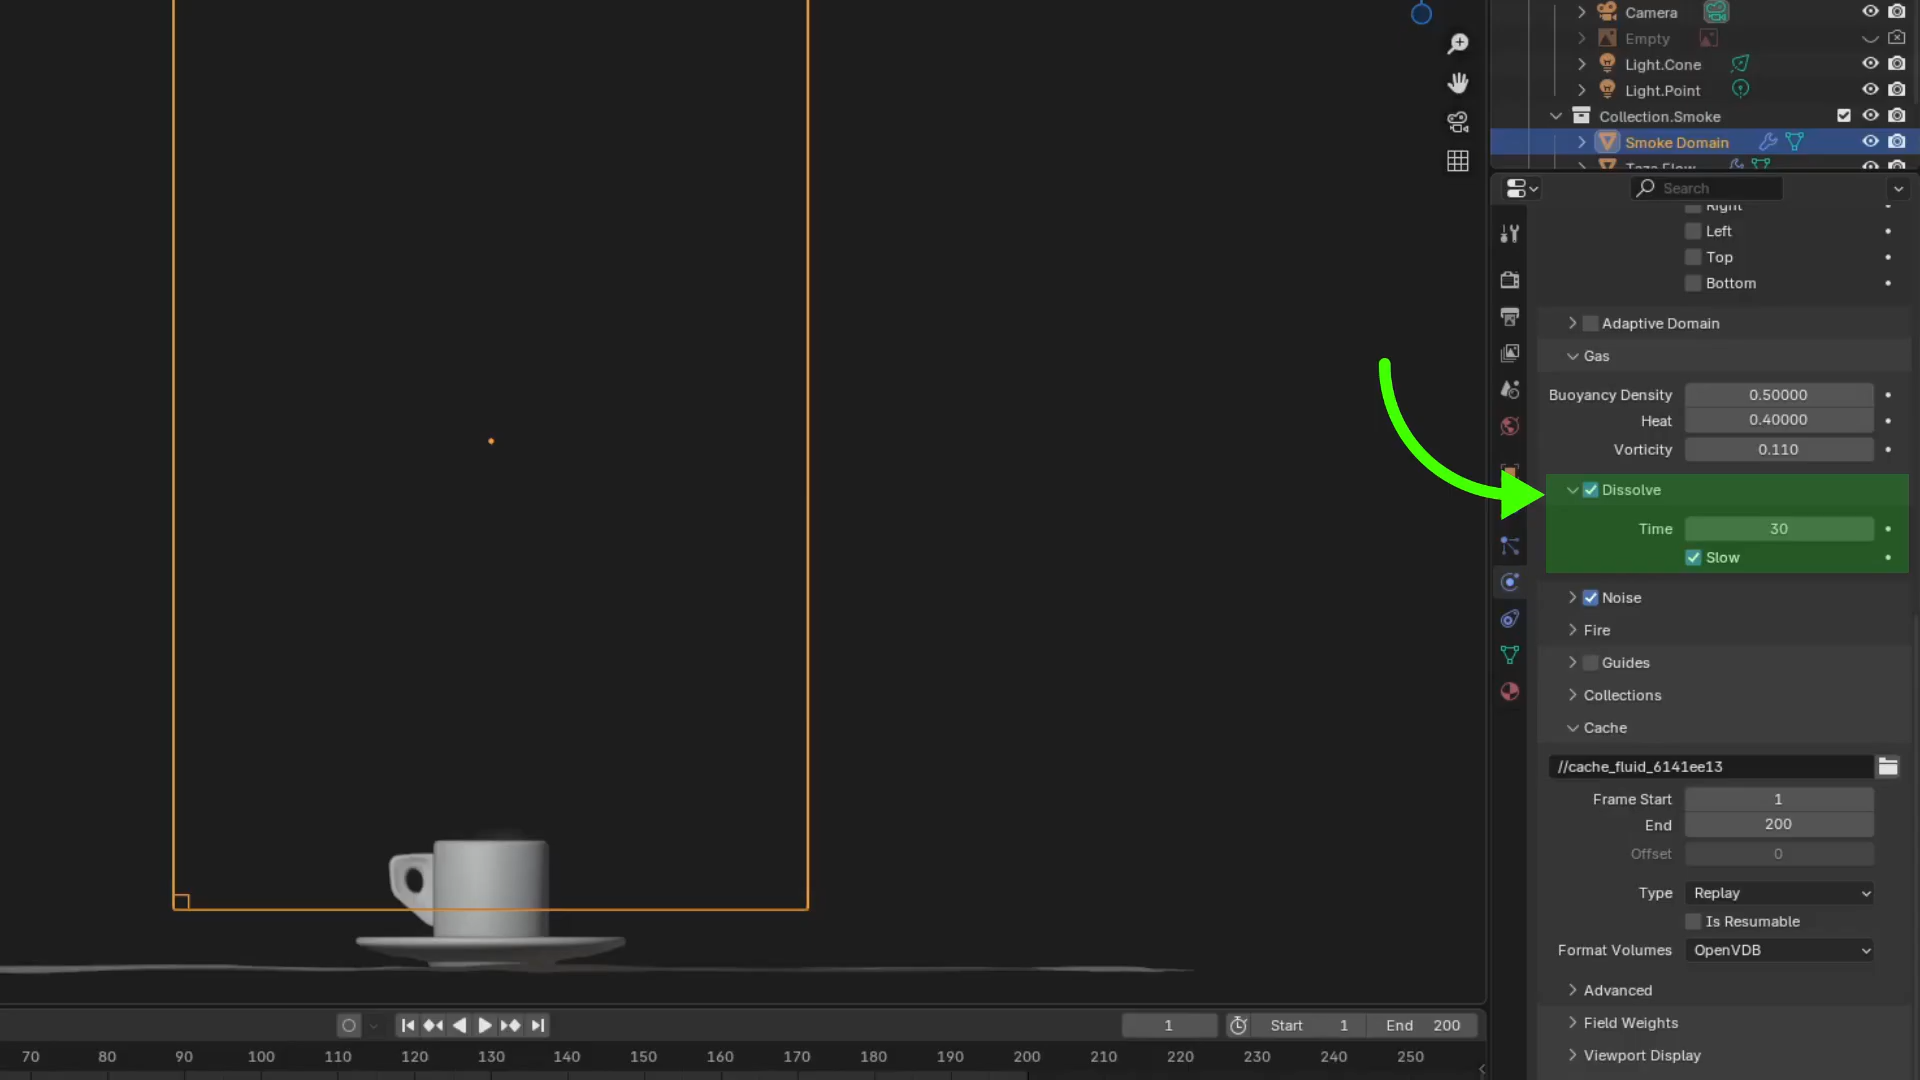 Camera
Empty
Light.Cone
Light.Point
Collection.Smoke
Smoke Domain
Taza Flow
Search
Right
Left
Top
Bottom
Adaptive Domain
Gas
Buoyancy Density 0.50000
Heat 0.40000
Vorticity 0.110
Dissolve
Time 30
Slow
Noise
Fire
Guides
Collections
Cache
//cache_fluid_6141ee13
Frame Start 1
End 200
Offset 0
Type Replay
Is Resumable
Format Volumes OpenVDB
Advanced
Field Weights
Viewport Display
1 Start 1 End 200
70 80 90 100 110 120 130 140 150 160 170 180 190 200 210 220 230 240 250